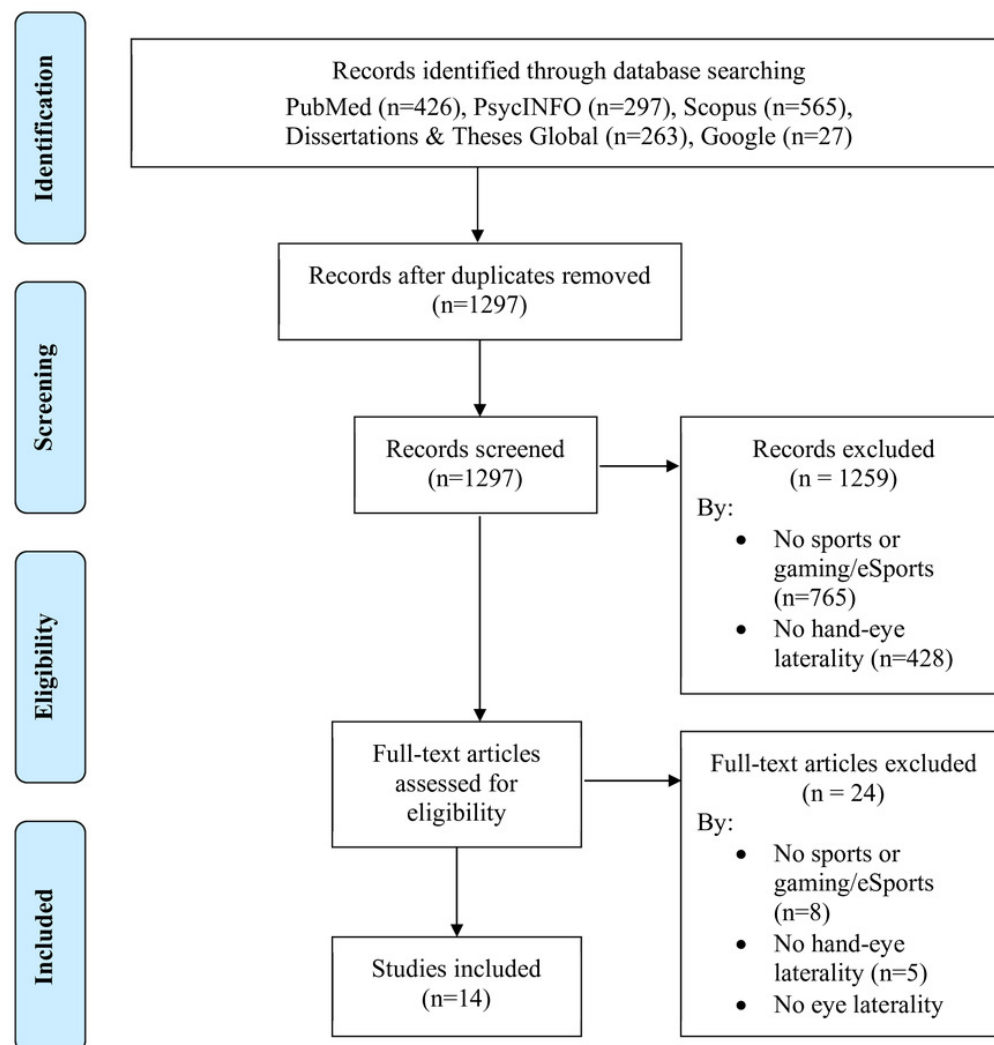 Identification
Records identified through database searching
PubMed (n=426), PsycINFO (n=297), Scopus (n=565),
Dissertations & Theses Global (n=263), Google (n=27)
Records after duplicates removed
(n=1297)
Screening
Records screened
(n=1297)
Records excluded
(n = 1259)
By:
• No sports or
gaming/eSports
(n=765)
• No hand-eye
laterality (n=428)
Eligibility
Full-text articles
assessed for
eligibility
Full-text articles excluded
(n = 24)
By:
• No sports or
gaming/eSports
(n=8)
• No hand-eye
laterality (n=5)
• No eye laterality
Included
Studies included
(n=14)